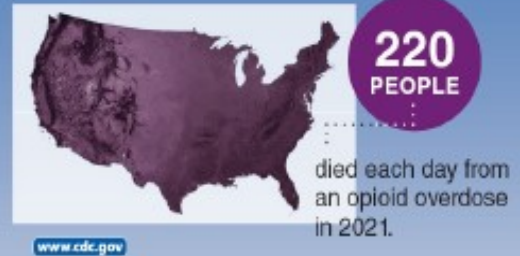 220
PEOPLE
died each day from
an opioid overdose
in 2021.
www.cdc.gov